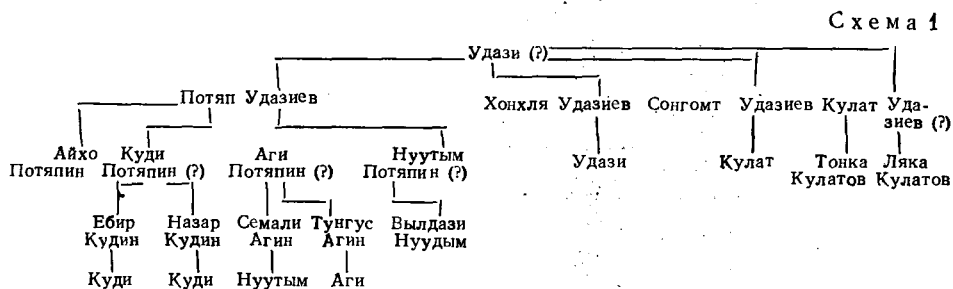 Схема 1
Удази (?)
Потяп Удазиев Хонхля Удазиев Сонгомт Удазиев Кулат Уда-
зиев (?)
Айхо Куди Аги Нуутым Удази Кулат Тонка Ляка
Потяпин Потяпин (?) Потяпин (?) Потяпин (?) Кулатов Кулатов
Ебир Назар Семали Тунгус Вылдази
Кудин Кудин Агин Агин Нуудым
Куди Куди Нуутым Аги